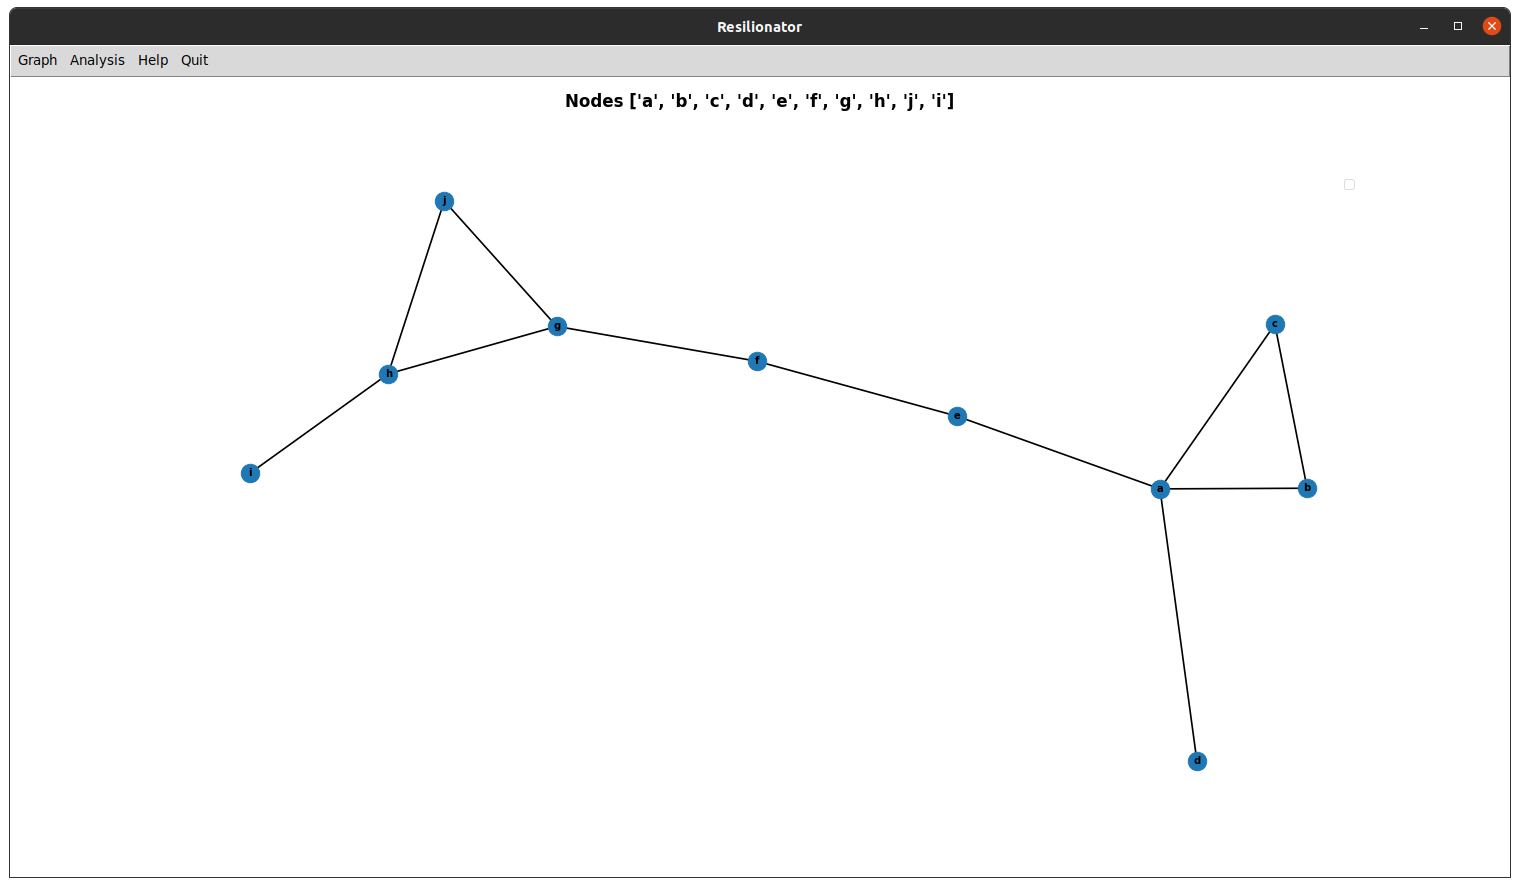 Resilionator
Graph Analysis Help Quit
Nodes ['a', 'b', 'c', 'd', 'e', 'f', 'g', 'h', 'j', 'i']
j
c
g
f
h
e
i
a b
d